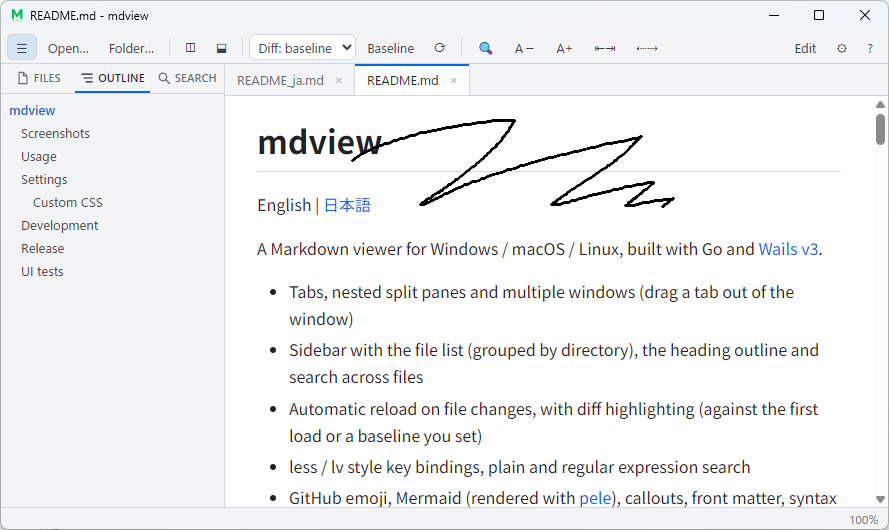 README.md - mdview
Open... Folder... Dif: baseline Baseline A− A+ Edit ?
FILES OUTLINE SEARCH
README_ja.md × README.md ×
mdview
Screenshots
Usage
Settings
Custom CSS
Development
Release
UI tests
mdview
English | 日本語
A Markdown viewer for Windows / macOS / Linux, built with Go and Wails v3.
• Tabs, nested split panes and multiple windows (drag a tab out of the
window)
• Sidebar with the file list (grouped by directory), the heading outline and
search across files
• Automatic reload on file changes, with diff highlighting (against the first
load or a baseline you set)
• less / lv style key bindings, plain and regular expression search
• GitHub emoji, Mermaid (rendered with pele), callouts, front matter, syntax
100%